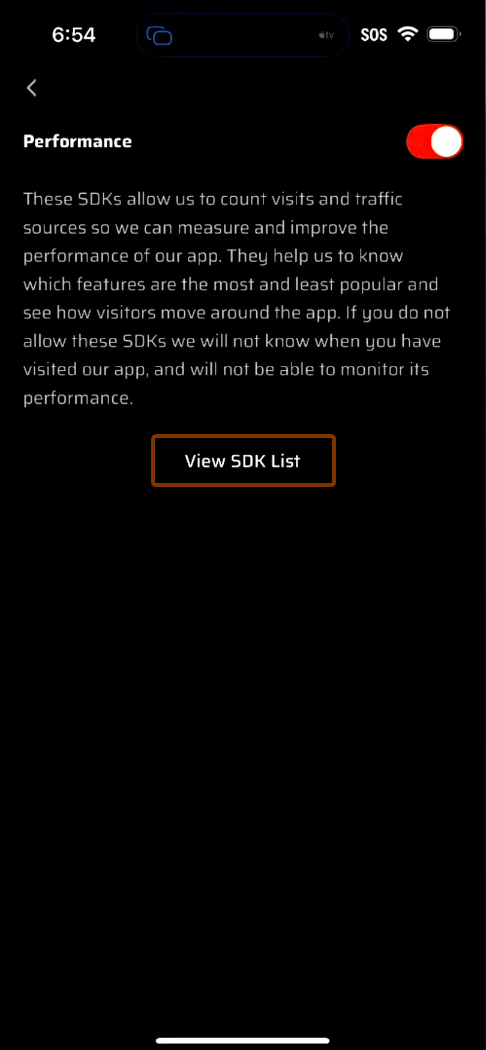 6:54
tv
SOS
Performance
These SDKs allow us to count visits and traffic
sources so we can measure and improve the
performance of our app. They help us to know
which features are the most and least popular and
see how visitors move around the app. If you do not
allow these SDKs we will not know when you have
visited our app, and will not be able to monitor its
performance.
View SDK List